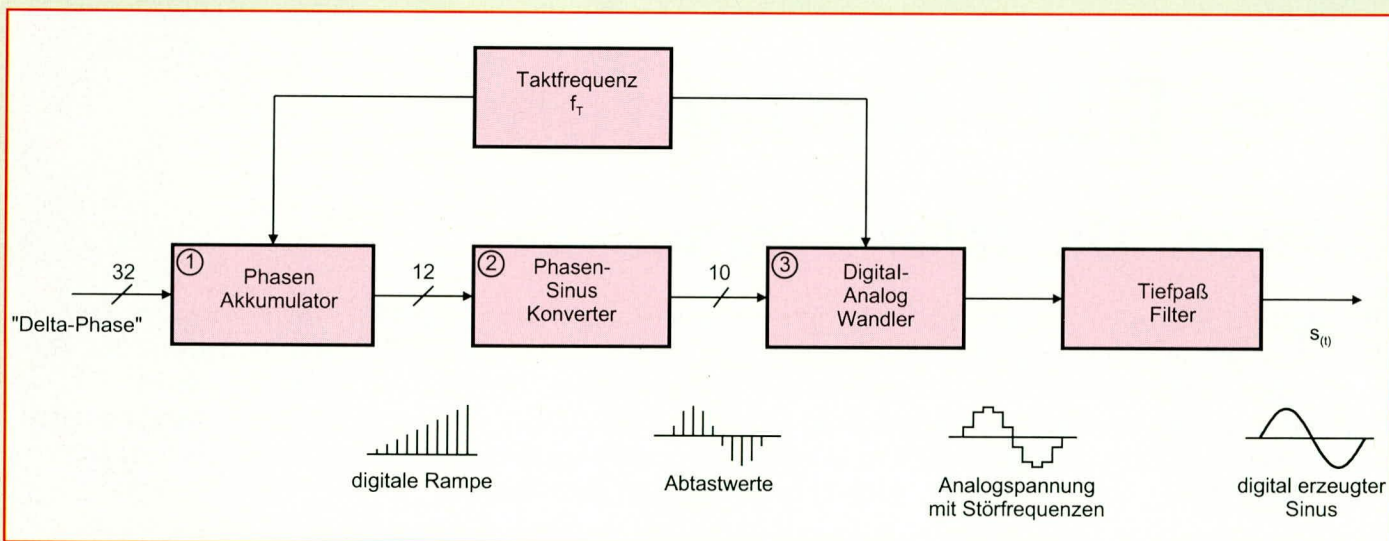 Taktfrequenz
f_T
32
"Delta-Phase"
1
Phasen
Akkumulator
12
2
Phasen-
Sinus
Konverter
10
3
Digital-
Analog
Wandler
Tiefpaß
Filter
s_(t)
digitale Rampe
Abtastwerte
Analogspannung
mit Störfrequenzen
digital erzeugter
Sinus